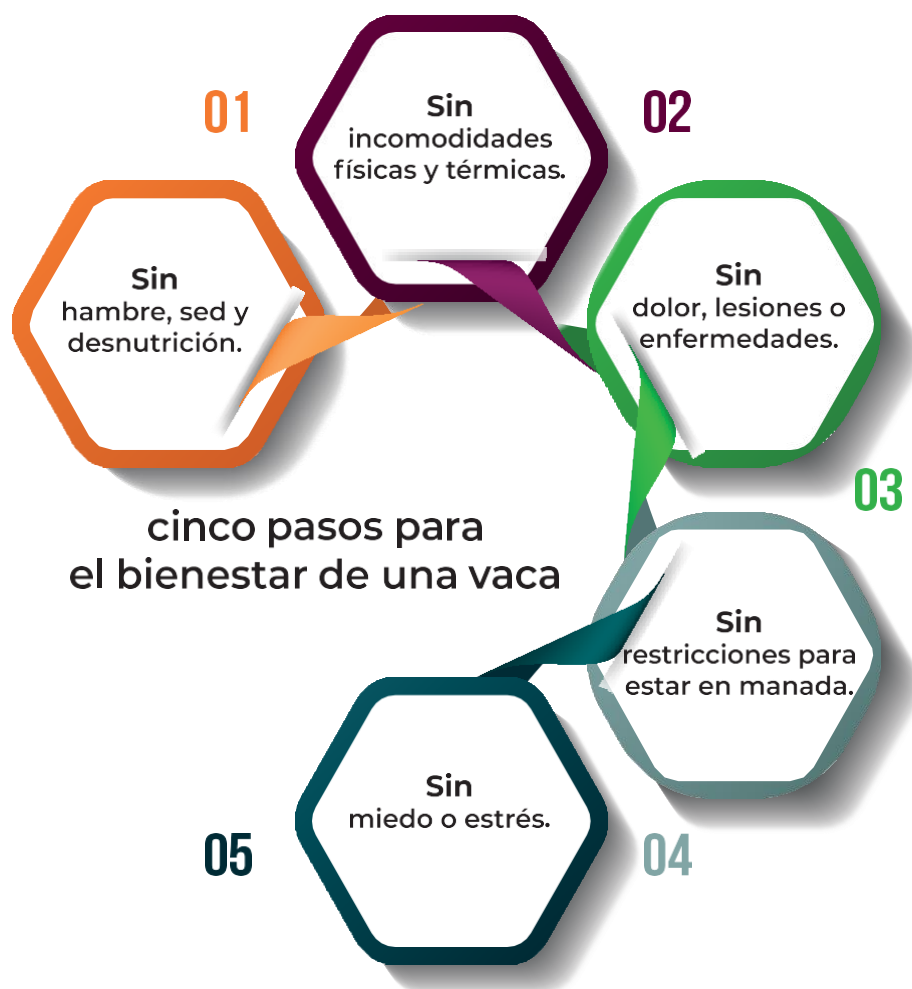 01
Sin
hambre, sed y
desnutrición.
02
Sin
incomodidades
físicas y térmicas.
03
Sin
dolor, lesiones o
enfermedades.
04
Sin
restricciones para
estar en manada.
05
Sin
miedo o estrés.
cinco pasos para
el bienestar de una vaca